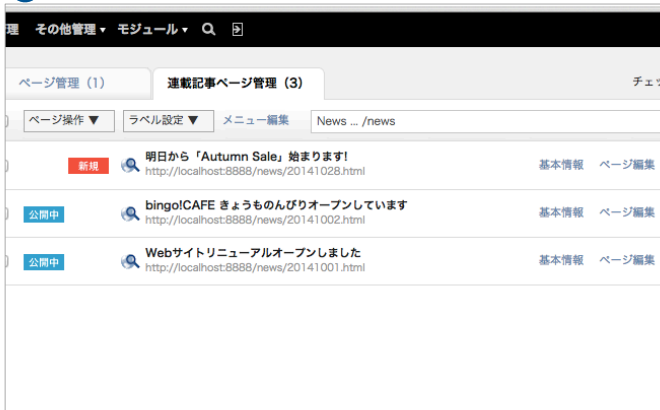 理 その他管理▼ モジュール▼
ページ管理（1） 連載記事ページ管理（3） チェッ
ページ操作 ▼ ラベル設定 ▼ メニュー編集 News ... /news
新規 明日から「Autumn Sale」始まります! 基本情報 ページ編集
http://localhost:8888/news/20141028.html
公開中 bingo!CAFE きょうものんびりオープンしています 基本情報 ページ編集
http://localhost:8888/news/20141002.html
公開中 Webサイトリニューアルオープンしました 基本情報 ページ編集
http://localhost:8888/news/20141001.html